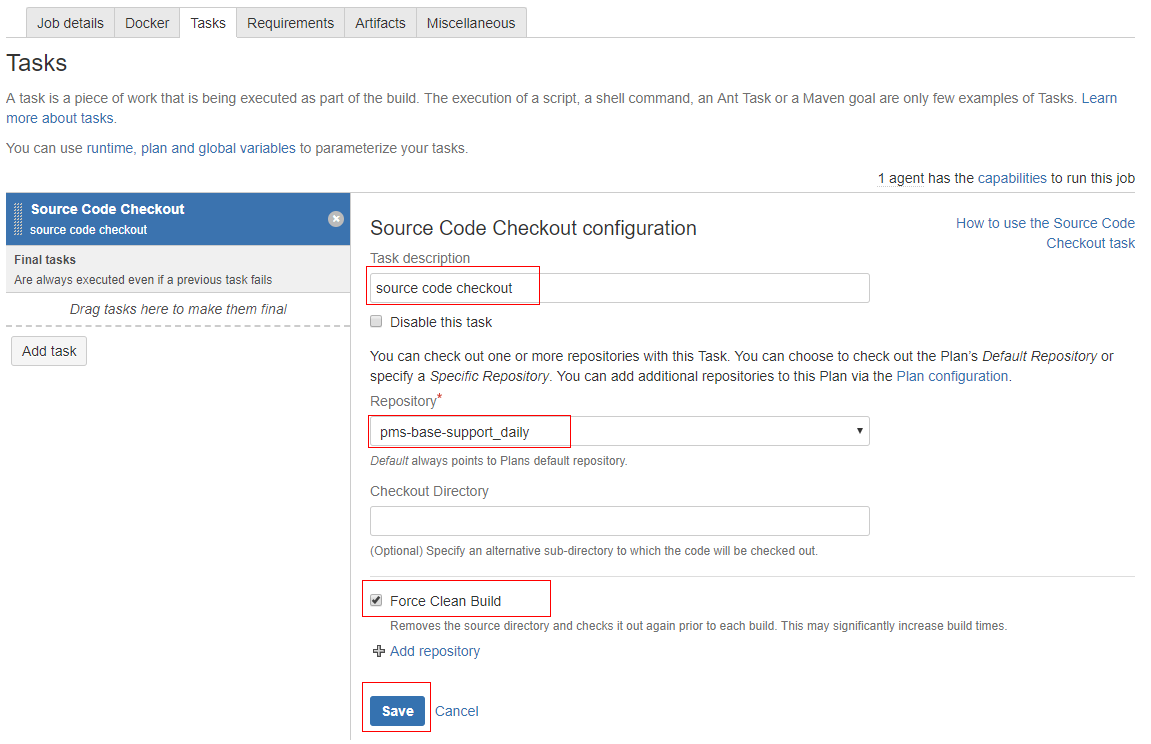 Job details Docker Tasks Requirements Artifacts Miscellaneous
Tasks
A task is a piece of work that is being executed as part of the build. The execution of a script, a shell command, an Ant Task or a Maven goal are only few examples of Tasks. Learn
more about tasks.
You can use runtime, plan and global variables to parameterize your tasks.
1 agent has the capabilities to run this job
Source Code Checkout
source code checkout
Final tasks
Are always executed even if a previous task fails
Drag tasks here to make them final
Add task
Source Code Checkout configuration
How to use the Source Code
Checkout task
Task description
source code checkout
Disable this task
You can check out one or more repositories with this Task. You can choose to check out the Plan's Default Repository or
specify a Specific Repository. You can add additional repositories to this Plan via the Plan configuration.
Repository*
pms-base-support_daily
Default always points to Plans default repository.
Checkout Directory
(Optional) Specify an alternative sub-directory to which the code will be checked out.
Force Clean Build
Removes the source directory and checks it out again prior to each build. This may significantly increase build times.
Add repository
Save Cancel